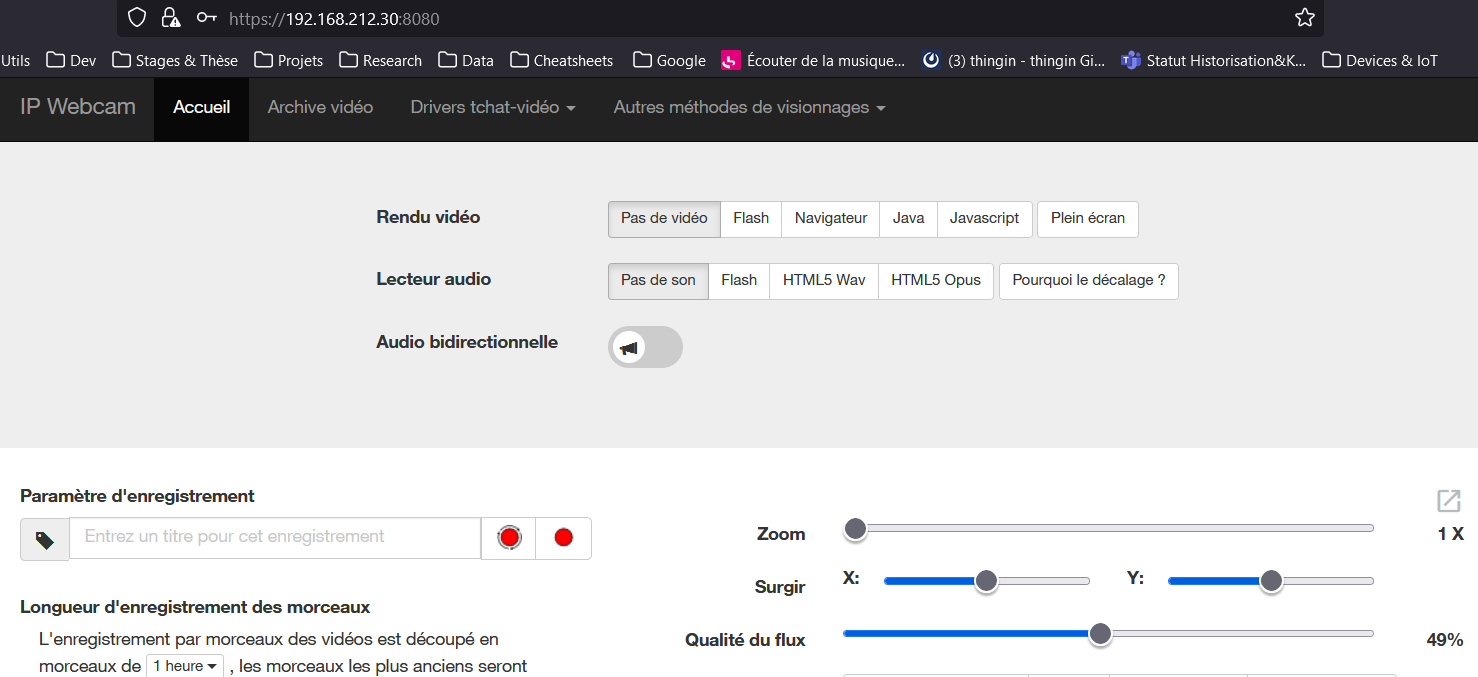 https://192.168.212.30:8080
Utils Dev Stages & Thèse Projets Research Data Cheatsheets Google Écouter de la musique... (3) thingin - thingin Gi... Statut Historisation&K... Devices & IoT
IP Webcam Accueil Archive vidéo Drivers tchat-vidéo Autres méthodes de visionnages
Rendu vidéo Pas de vidéo Flash Navigateur Java Javascript Plein écran
Lecteur audio Pas de son Flash HTML5 Wav HTML5 Opus Pourquoi le décalage ?
Audio bidirectionnelle
Paramètre d'enregistrement
Entrez un titre pour cet enregistrement
Zoom 1 X
Surgir X: Y:
Longueur d'enregistrement des morceaux
L'enregistrement par morceaux des vidéos est découpé en
Qualité du flux 49%
morceaux de 1 heure , les morceaux les plus anciens seront